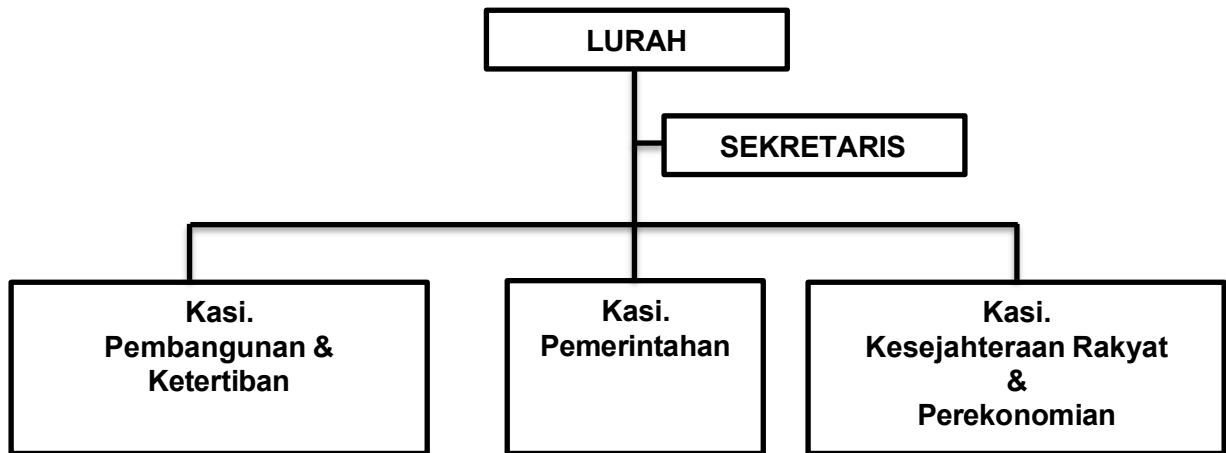 LURAH
SEKRETARIS
Kasi.
Pembangunan &
Ketertiban
Kasi.
Pemerintahan
Kasi.
Kesejahteraan Rakyat
&
Perekonomian